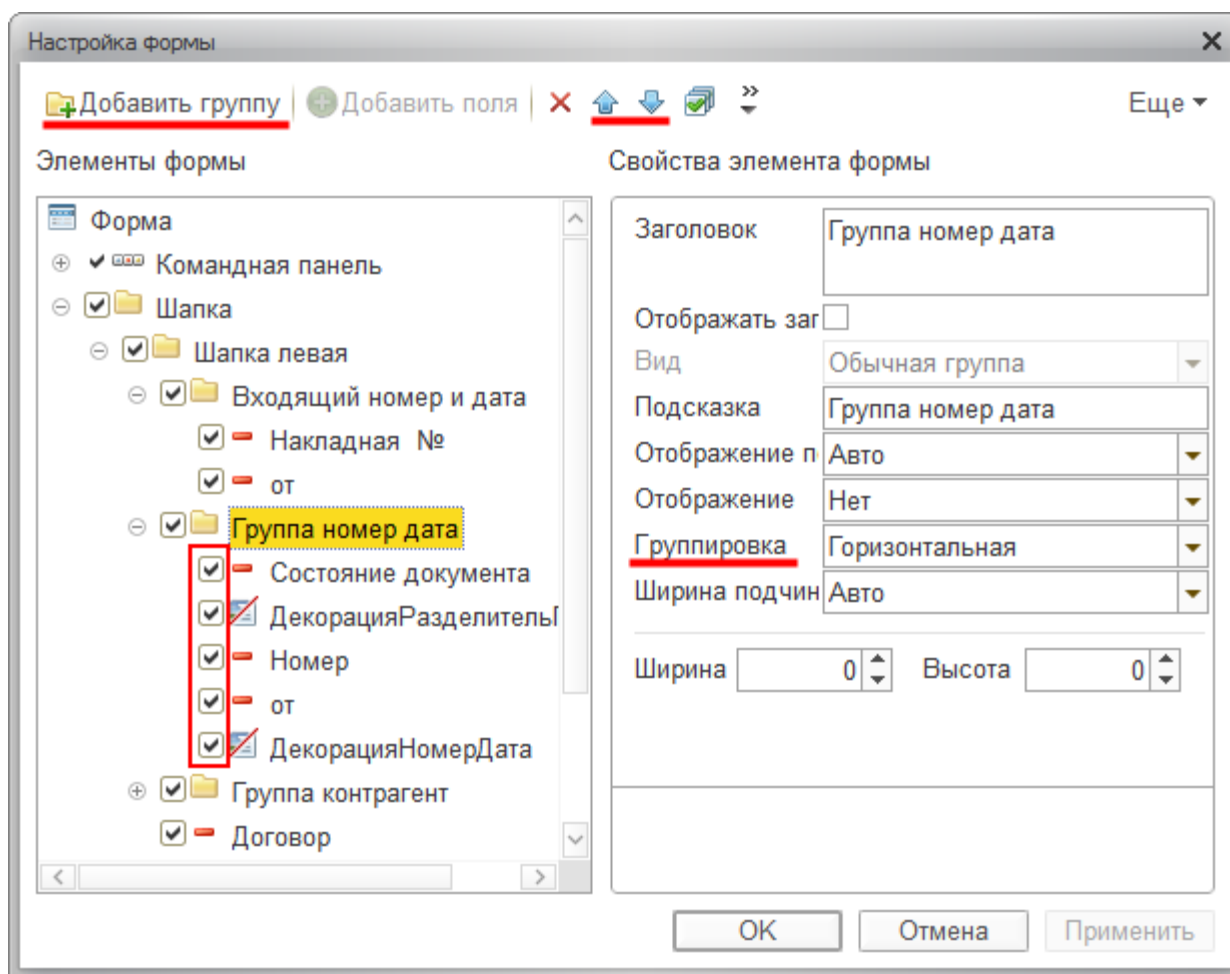 Настройка формы
Добавить группу Добавить поля Еще
Элементы формы Свойства элемента формы
Форма
Командная панель
Шапка
Шапка левая
Входящий номер и дата
Накладная №
от
Группа номер дата
Состояние документа
ДекорацияРазделительГ
Номер
от
ДекорацияНомерДата
Группа контрагент
Договор
Заголовок Группа номер дата
Отображать заг
Вид Обычная группа
Подсказка Группа номер дата
Отображение по Авто
Отображение Нет
Группировка Горизонтальная
Ширина подчин Авто
Ширина 0 Высота 0
OK Отмена Применить